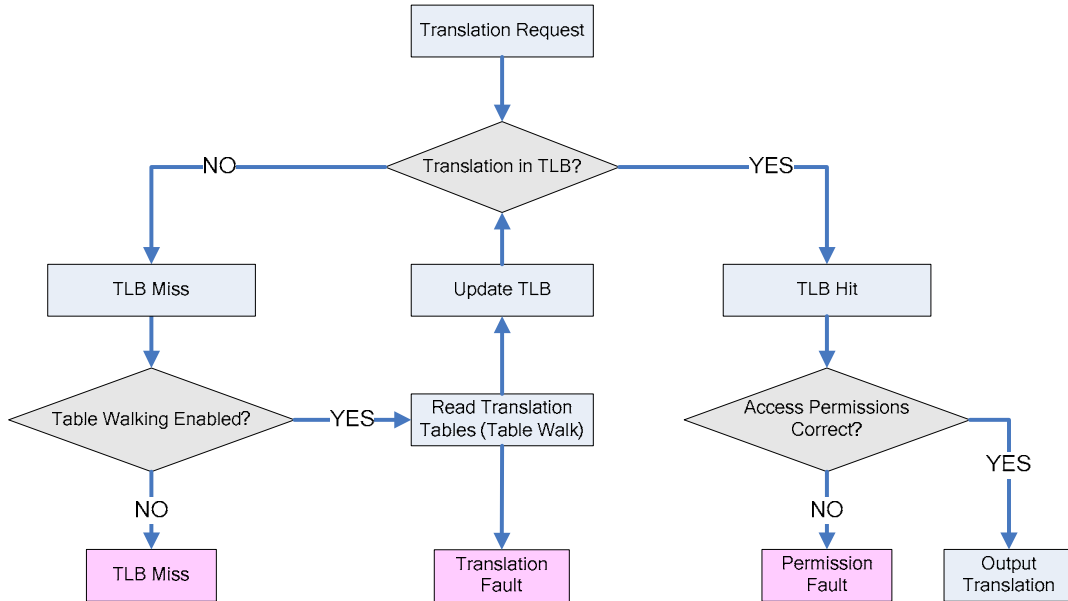 Translation Request
Translation in TLB?
NO
YES
TLB Miss
Update TLB
TLB Hit
Table Walking Enabled?
YES
Read Translation
Tables (Table Walk)
Access Permissions
Correct?
YES
NO
NO
TLB Miss
Translation
Fault
Permission
Fault
Output
Translation